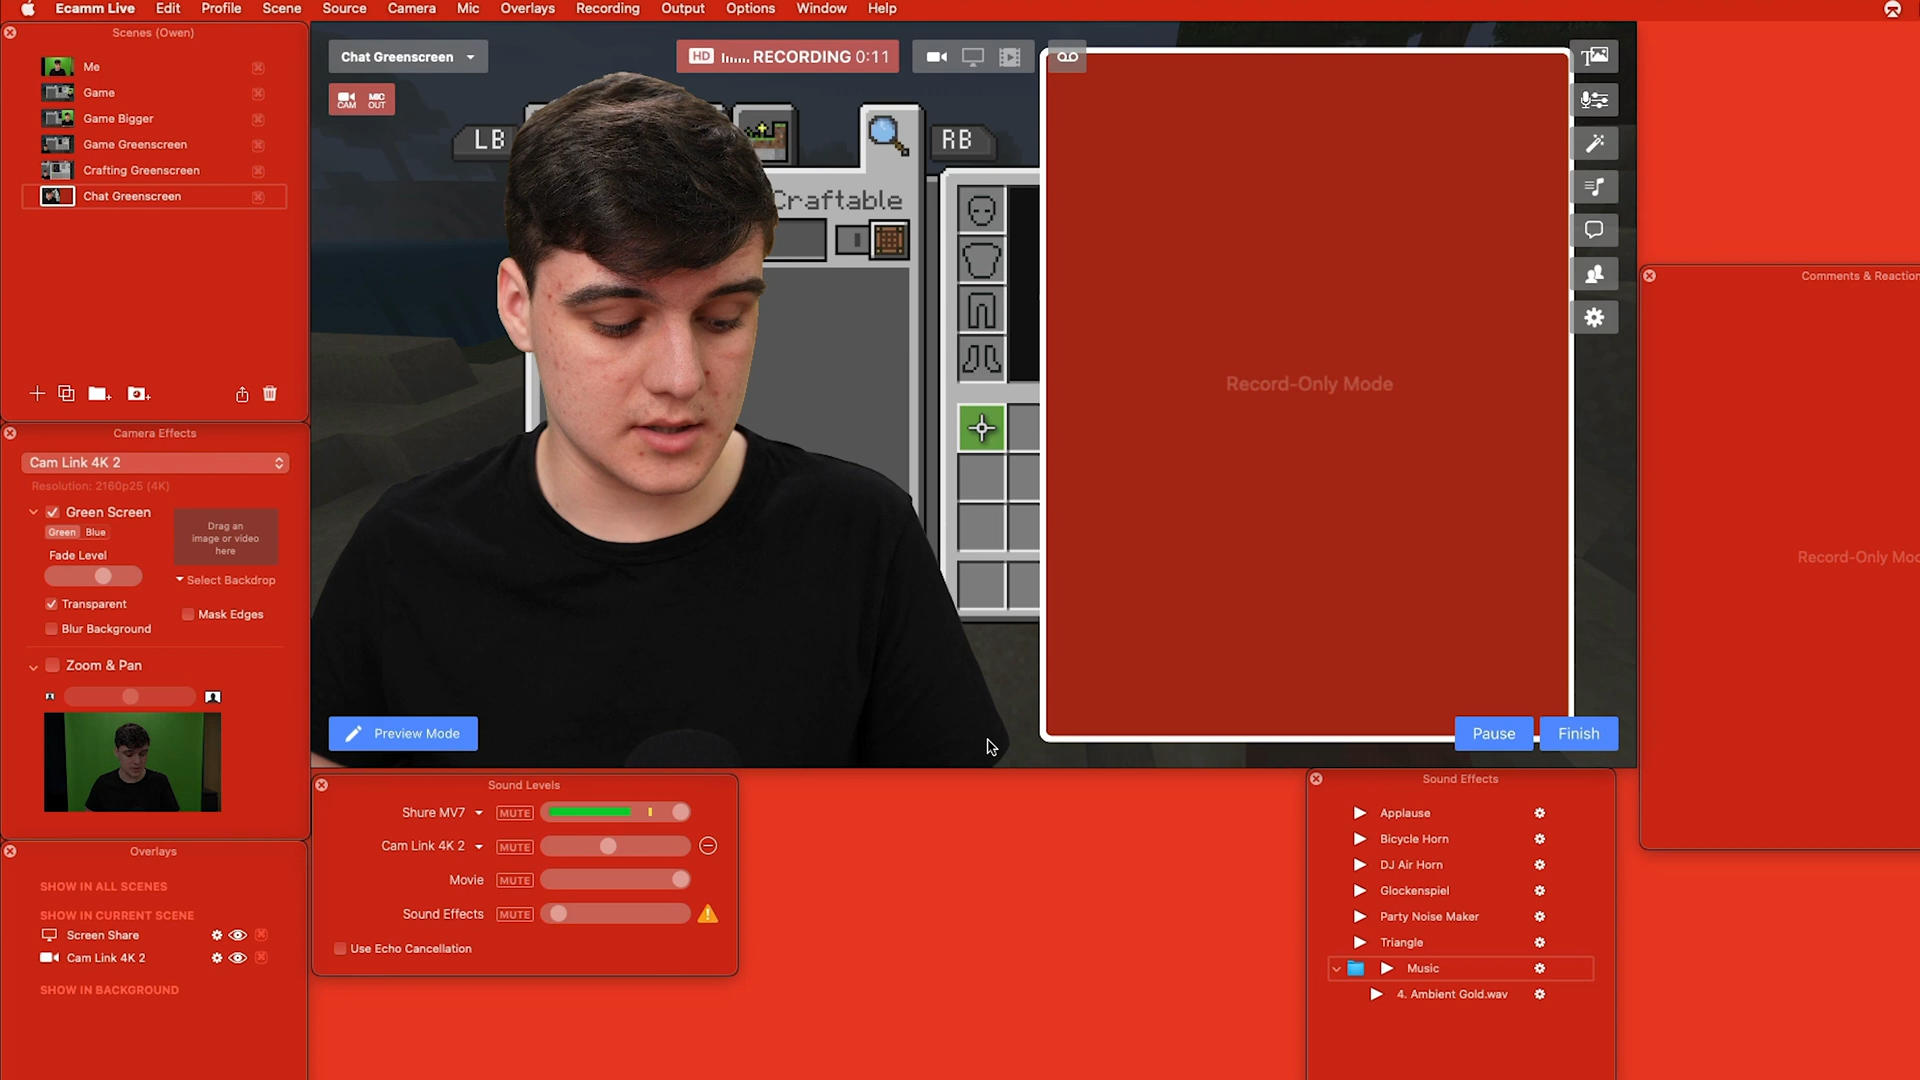 Ecamm Live Edit Profile Scene Source Camera Mic Overlays Recording Output Options Window Help
Scenes (Owen)
Me
Game
Game Bigger
Game Greenscreen
Crafting Greenscreen
Chat Greenscreen
Camera Effects
Cam Link 4K 2
Resolution: 2160p25 (4K)
Green Screen
Green Blue
Fade Level
Drag an
image or video
here
Select Backdrop
Transparent
Mask Edges
Blur Background
Zoom & Pan
Overlays
SHOW IN ALL SCENES
SHOW IN CURRENT SCENE
Screen Share
Cam Link 4K 2
SHOW IN BACKGROUND
Chat Greenscreen
HD RECORDING 0:11
CAM
MIC
OUT
LB
RB
Craftable
Record-Only Mode
Preview Mode
Pause
Finish
Sound Levels
Shure MV7 MUTE
Cam Link 4K 2 MUTE
Movie MUTE
Sound Effects MUTE
Use Echo Cancellation
Comments & Reaction
Record-Only Mod
Sound Effects
Applause
Bicycle Horn
DJ Air Horn
Glockenspiel
Party Noise Maker
Triangle
Music
4. Ambient Gold.wav